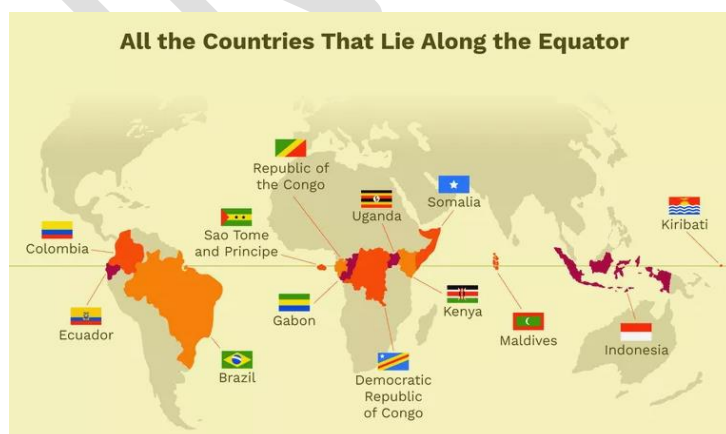 All the Countries That Lie Along the Equator
Republic of
the Congo
Uganda
Somalia
Kiribati
Colombia
Sao Tome
and Principe
Ecuador
Gabon
Kenya
Maldives
Indonesia
Brazil
Democratic
Republic
of Congo